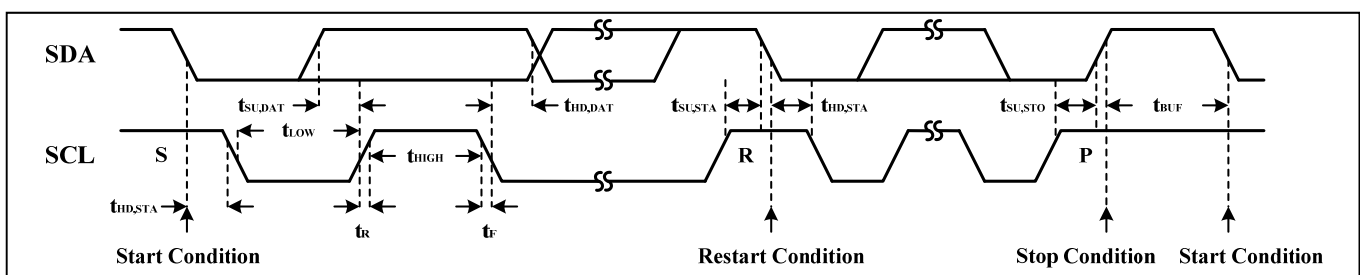 SDA
tSU,DAT tHD,DAT tSU,STA tHD,STA tSU,STO tBUF
tLOW
SCL S tHIGH R P
tHD,STA
tR tF
Start Condition Restart Condition Stop Condition Start Condition